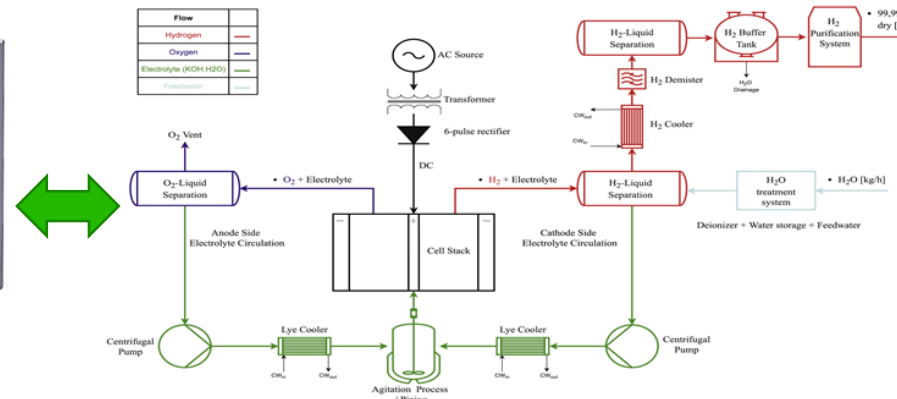 Flow
Hydrogen
Oxygen
Electrolyte (KOH.H2O)
Feedwater
AC Source
Transformer
6-pulse rectifier
DC
O2 Vent
O2-Liquid
Separation
• O2 + Electrolyte
Anode Side
Electrolyte Circulation
Centrifugal
Pump
Lye Cooler
CWin
CWout
− + −
Cell Stack
Agitation Process
• H2 + Electrolyte
Cathode Side
Electrolyte Circulation
Lye Cooler
CWin
CWout
Centrifugal
Pump
H2-Liquid
Separation
H2 Cooler
CWout
CWin
H2 Demister
H2-Liquid
Separation
H2 Buffer
Tank
H2O
Drainage
H2
Purification
System
• 99,99
dry [
H2O
treatment
system
• H2O [kg/h]
Deionizer + Water storage + Feedwater